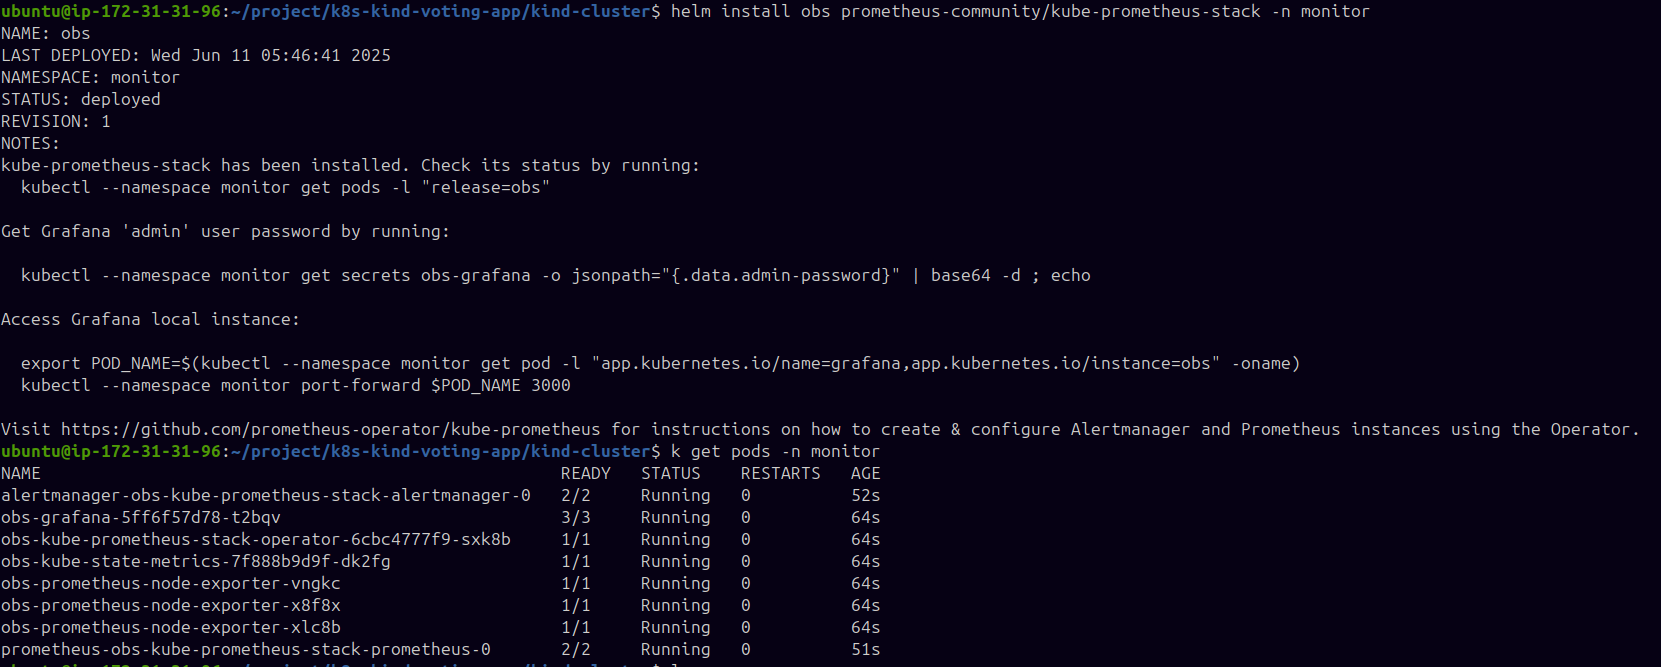 ubuntu@ip-172-31-31-96:~/project/k8s-kind-voting-app/kind-cluster$ helm install obs prometheus-community/kube-prometheus-stack -n monitor
NAME: obs
LAST DEPLOYED: Wed Jun 11 05:46:41 2025
NAMESPACE: monitor
STATUS: deployed
REVISION: 1
NOTES:
kube-prometheus-stack has been installed. Check its status by running:
  kubectl --namespace monitor get pods -l "release=obs"
Get Grafana 'admin' user password by running:
  kubectl --namespace monitor get secrets obs-grafana -o jsonpath="{.data.admin-password}" | base64 -d ; echo
Access Grafana local instance:
  export POD_NAME=$(kubectl --namespace monitor get pod -l "app.kubernetes.io/name=grafana,app.kubernetes.io/instance=obs" -oname)
  kubectl --namespace monitor port-forward $POD_NAME 3000
Visit https://github.com/prometheus-operator/kube-prometheus for instructions on how to create & configure Alertmanager and Prometheus instances using the Operator.
ubuntu@ip-172-31-31-96:~/project/k8s-kind-voting-app/kind-cluster$ k get pods -n monitor
NAME READY STATUS RESTARTS AGE
alertmanager-obs-kube-prometheus-stack-alertmanager-0 2/2 Running 0 52s
obs-grafana-5ff6f57d78-t2bqv 3/3 Running 0 64s
obs-kube-prometheus-stack-operator-6cbc4777f9-sxk8b 1/1 Running 0 64s
obs-kube-state-metrics-7f888b9d9f-dk2fg 1/1 Running 0 64s
obs-prometheus-node-exporter-vngkc 1/1 Running 0 64s
obs-prometheus-node-exporter-x8f8x 1/1 Running 0 64s
obs-prometheus-node-exporter-xlc8b 1/1 Running 0 64s
prometheus-obs-kube-prometheus-stack-prometheus-0 2/2 Running 0 51s